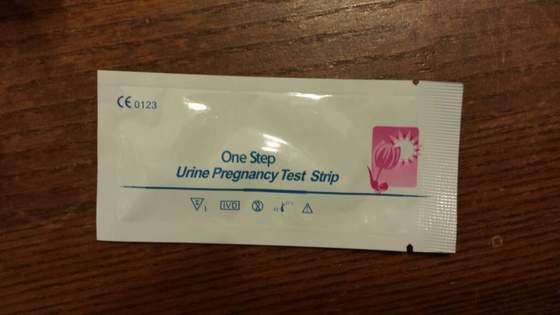 CE 0123
One Step
Urine Pregnancy Test Strip
IVD